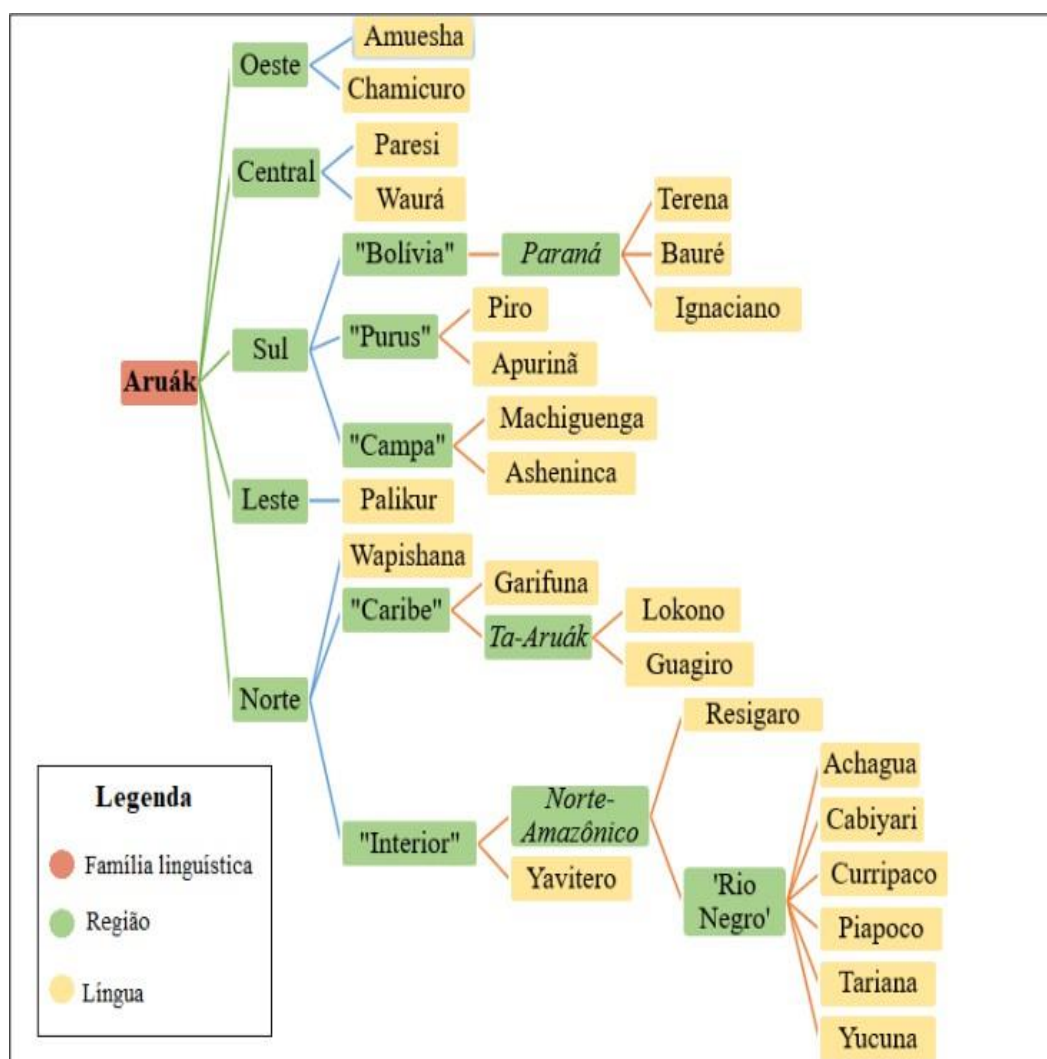 Amuesha
Oeste
Chamicuro
Paresi
Central
Waurá
Terena
"Bolívia"
Paraná
Bauré
Ignaciano
Piro
Sul
"Purus"
Apurinã
Aruák
Machiguenga
"Campa"
Asheninca
Leste
Palikur
Wapishana
Garifuna
"Caribe"
Lokono
Ta-Aruák
Guagiro
Norte
Resigaro
Achagua
Norte-
Amazônico
Cabiyari
"Interior"
Curripaco
Yavitero
'Rio
Negro'
Piapoco
Tariana
Yucuna
Legenda
Família linguística
Região
Língua